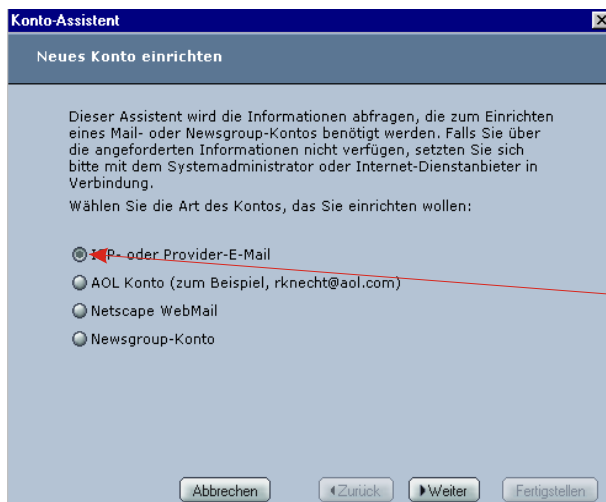 Konto-Assistent
Neues Konto einrichten
Dieser Assistent wird die Informationen abfragen, die zum Einrichten
eines Mail- oder Newsgroup-Kontos benötigt werden. Falls Sie über
die angeforderten Informationen nicht verfügen, setzten Sie sich
bitte mit dem Systemadministrator oder Internet-Dienstanbieter in
Verbindung.
Wählen Sie die Art des Kontos, das Sie einrichten wollen:
ISP- oder Provider-E-Mail
AOL Konto (zum Beispiel, rknecht@aol.com)
Netscape WebMail
Newsgroup-Konto
Abbrechen Zurück Weiter Fertigstellen